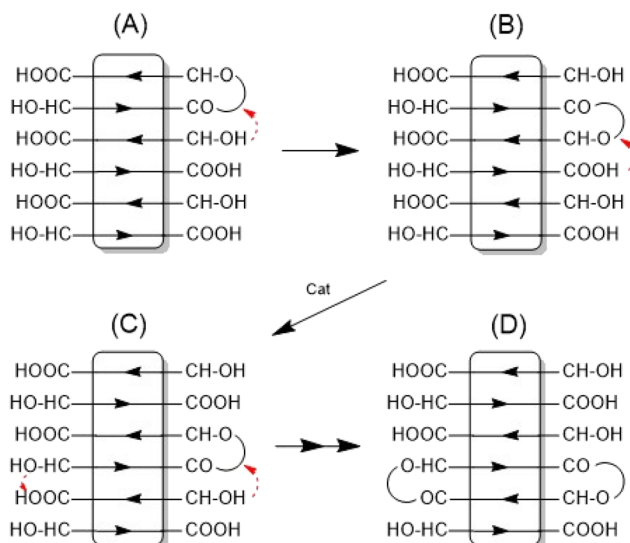 (A) (B)
HOOC CH-O HOOC CH-OH
HO-HC CO HO-HC CO
HOOC CH-OH HOOC CH-O
HO-HC COOH HO-HC COOH
HOOC CH-OH HOOC CH-OH
HO-HC COOH HO-HC COOH
Cat
(C) (D)
HOOC CH-OH HOOC CH-OH
HO-HC COOH HO-HC COOH
HOOC CH-O HOOC CH-OH
HO-HC CO O-HC CO
HOOC CH-OH OC CH-O
HO-HC COOH HO-HC COOH